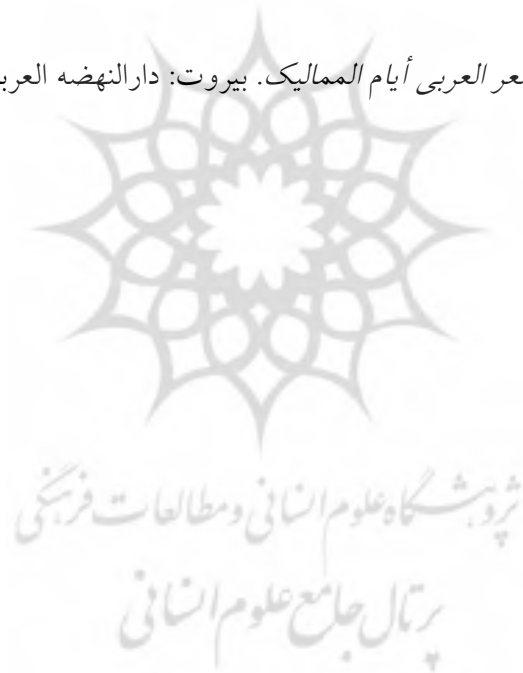 عر العربی أیام الممالیک. بیروت: دارالنهضه العرب
پژوهشگاه علوم انسانی و مطالعات فرهنگی
پرتال جامع علوم انسانی